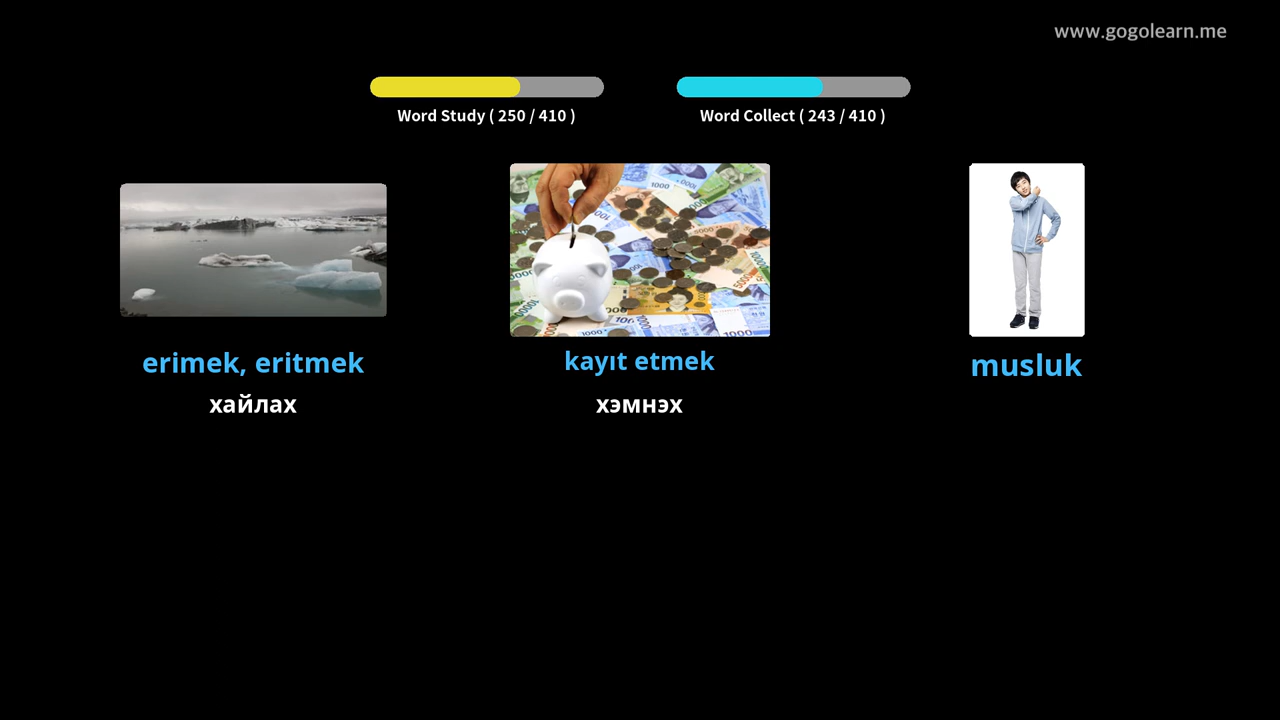 www.gogolearn.me
Word Study ( 250 / 410 )
Word Collect ( 243 / 410 )
erimek, eritmek
хайлах
kayıt etmek
хэмнэх
musluk